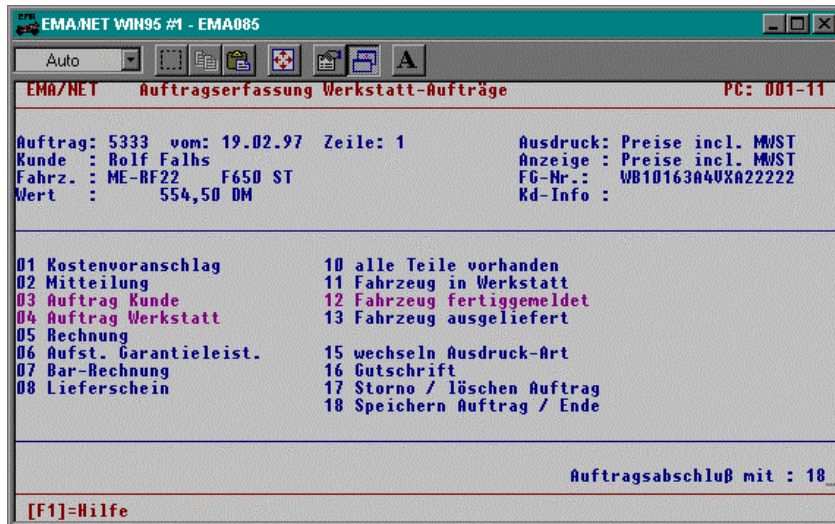 EMA/NET WIN95 #1 - EMA085
Auto
A
EMA/NET Auftragserfassung Werkstatt-Aufträge PC: 001-11
Auftrag: 5333 vom: 19.02.97 Zeile: 1 Ausdruck: Preise incl. MWST
Kunde : Rolf Falhs Anzeige : Preise incl. MWST
Fahrz. : ME-RF22 F650 ST FG-Nr.: WB10163A4VXA22222
Wert : 554,50 DM Kd-Info :
01 Kostenvoranschlag 10 alle Teile vorhanden
02 Mitteilung 11 Fahrzeug in Werkstatt
03 Auftrag Kunde 12 Fahrzeug fertiggemeldet
04 Auftrag Werkstatt 13 Fahrzeug ausgeliefert
05 Rechnung
06 Aufst. Garantieleist. 15 wechseln Ausdruck-Art
07 Bar-Rechnung 16 Gutschrift
08 Lieferschein 17 Storno / löschen Auftrag
18 Speichern Auftrag / Ende
Auftragsabschluß mit : 18_
[F1]=Hilfe